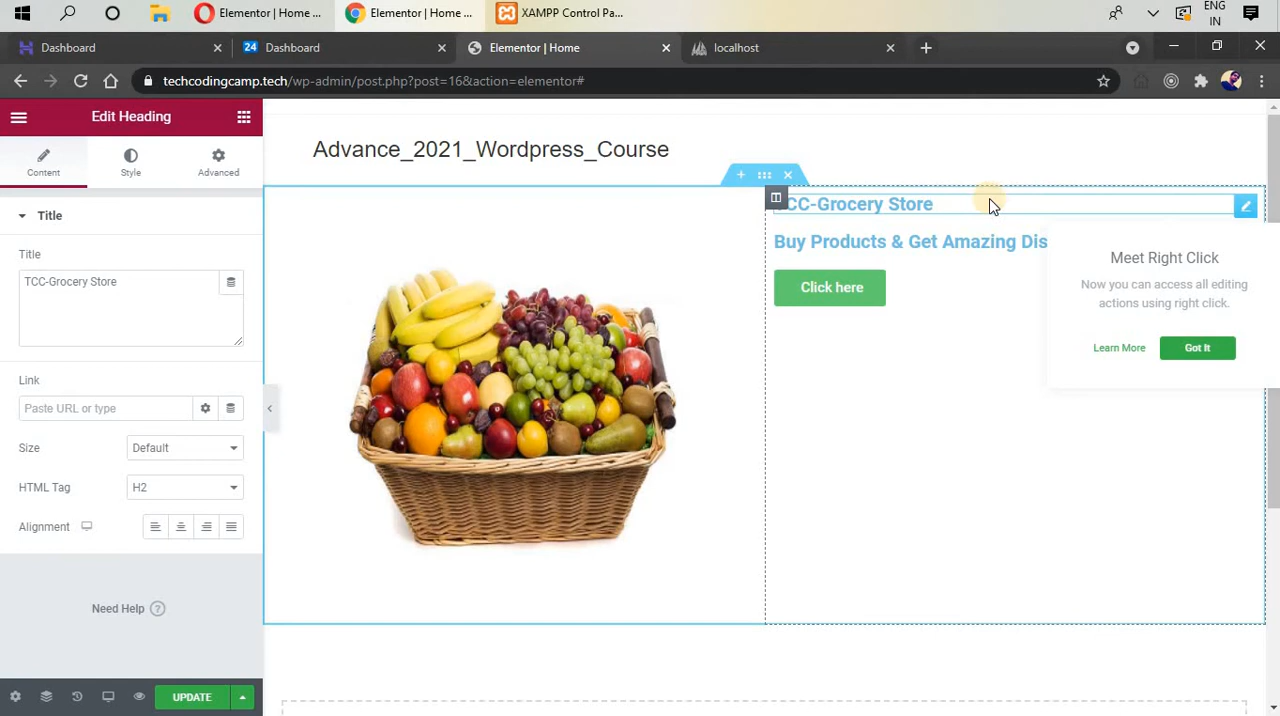 Elementor | Home ...
Elementor | Home ...
XAMPP Control Pa...
ENG
IN
Dashboard
24 Dashboard
Elementor | Home
localhost
techcodingcamp.tech/wp-admin/post.php?post=16&action=elementor#
Edit Heading
Content
Style
Advanced
Title
Title
TCC-Grocery Store
Link
Paste URL or type
Size
Default
HTML Tag
H2
Alignment
Need Help ?
UPDATE
Advance_2021_Wordpress_Course
CC-Grocery Store
Buy Products & Get Amazing Dis
Click here
Meet Right Click
Now you can access all editing
actions using right click.
Learn More
Got It